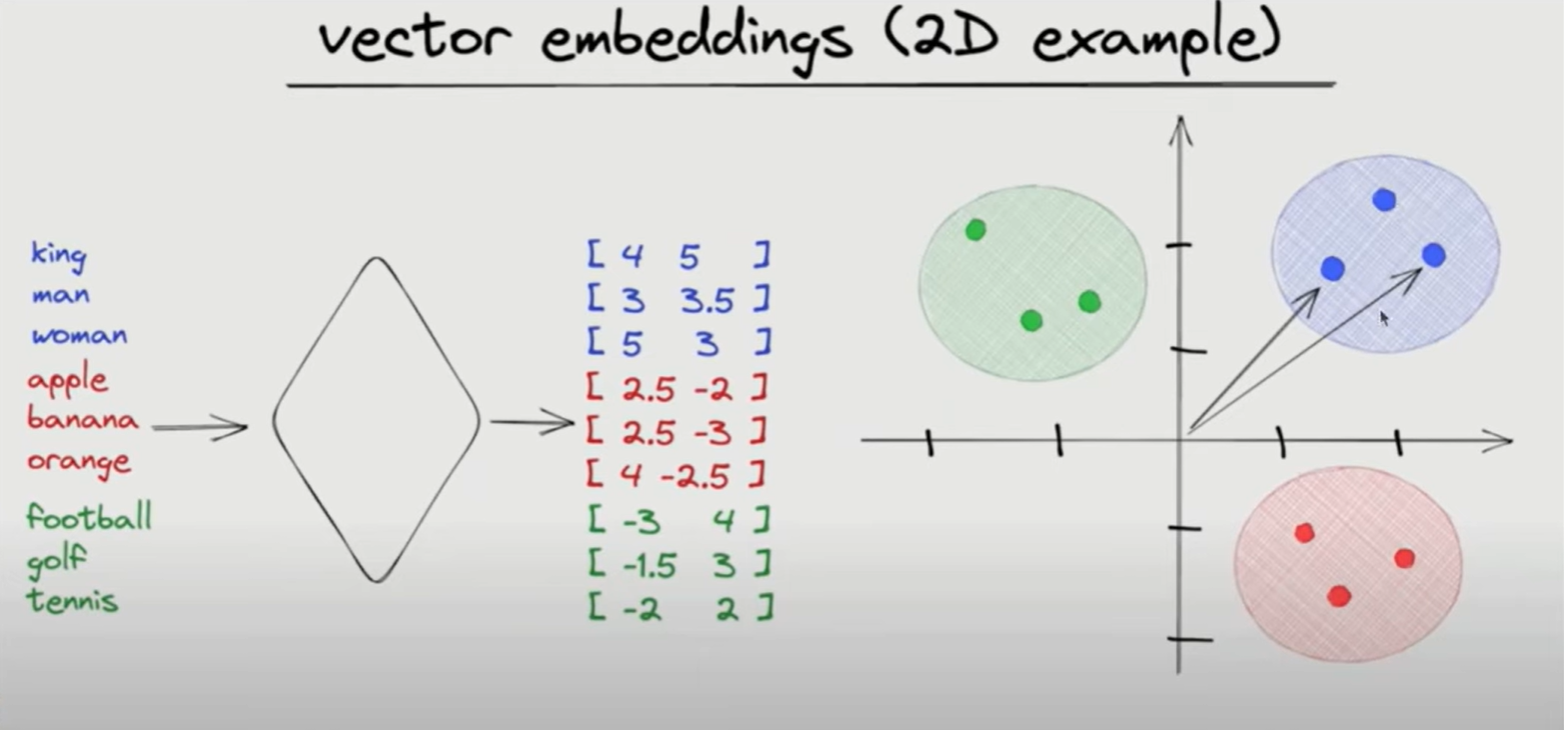 vector embeddings (2D example)
king
man
woman
apple
banana
orange
football
golf
tennis
[ 4 5 ]
[ 3 3.5 ]
[ 5 3 ]
[ 2.5 -2 ]
[ 2.5 -3 ]
[ 4 -2.5 ]
[ -3 4 ]
[ -1.5 3 ]
[ -2 2 ]